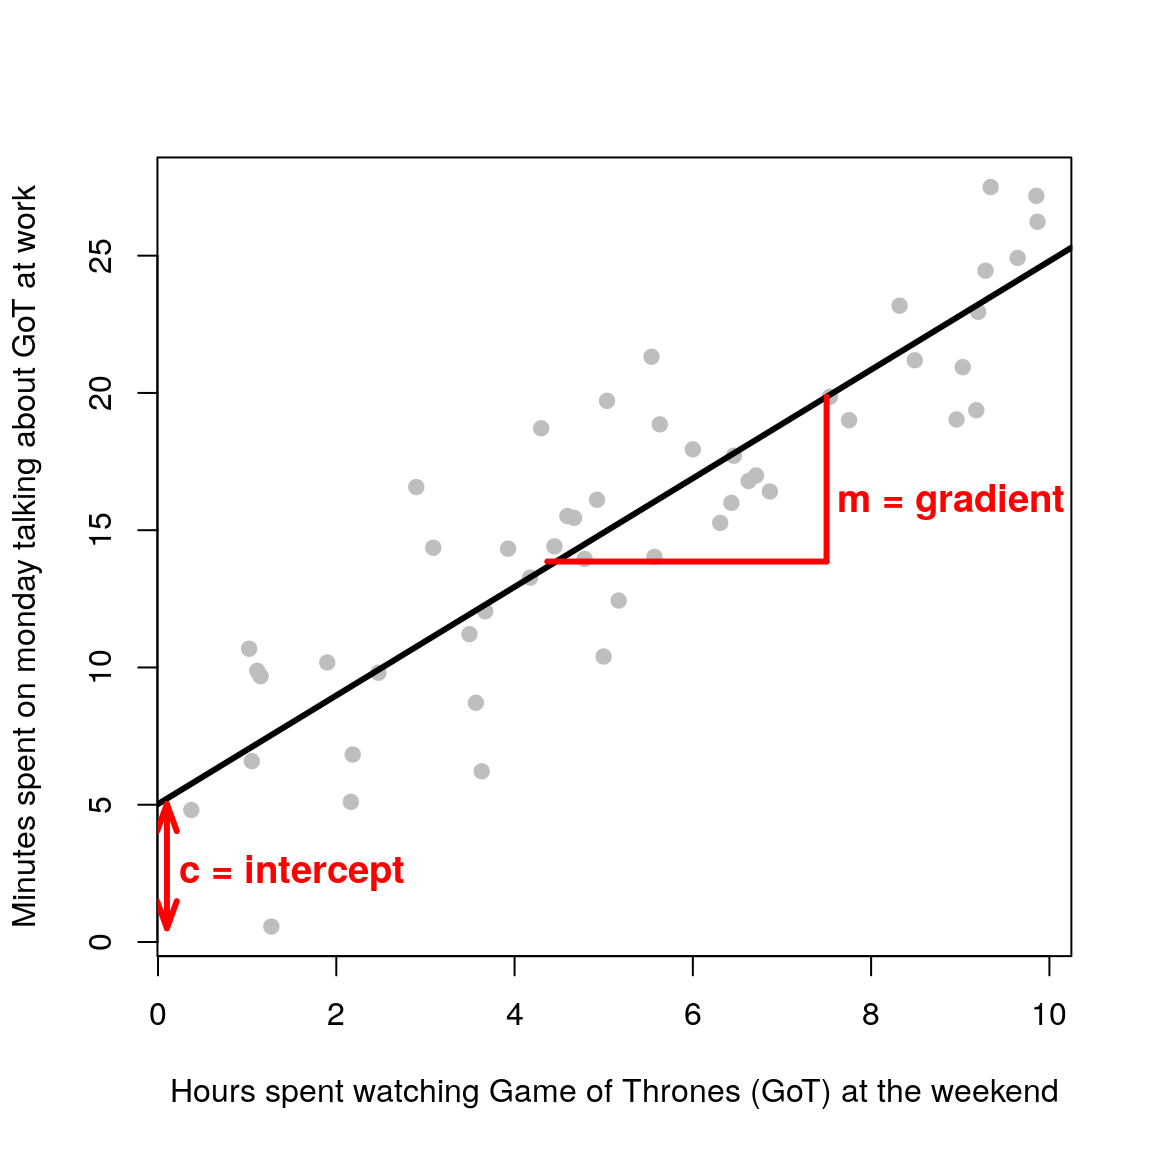 Minutes spent on monday talking about GoT at work
25
20
15
10
5
0
m = gradient
c = intercept
0 2 4 6 8 10
Hours spent watching Game of Thrones (GoT) at the weekend